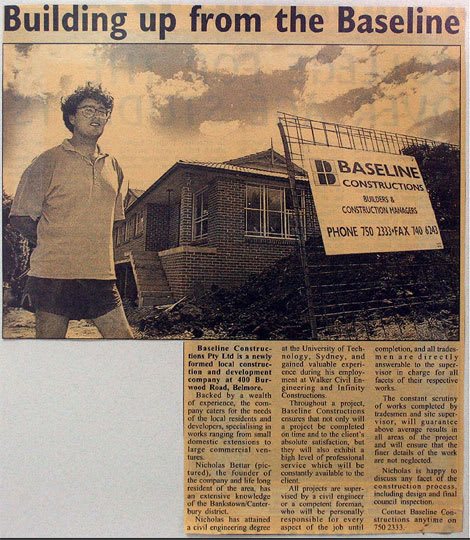 Building up from the Baseline
B BASELINE
CONSTRUCTIONS
BUILDERS &
CONSTRUCTION MANAGERS
PHONE 750 2333•FAX 740 6243
Baseline Construc-
tions Pty Ltd is a newly
formed local construc-
tion and development
company at 400 Bur-
wood Road, Belmore.
Backed by a wealth
of experience, the com-
pany caters for the needs
of the local residents and
developers, specialising in
works ranging from small
domestic extensions to
large commercial ven-
tures.
Nicholas Bettar (pic-
tured), the founder of
the company and life long
resident of the area, has
an extensive knowledge
of the Bankstown/Canter-
bury district.
Nicholas has attained
a civil engineering degree
at the University of Tech-
nology, Sydney, and
gained valuable experi-
ence during his employ-
ment at Walker Civil En-
gineering and Infinity
Constructions.
Throughout a project,
Baseline Constructions
ensures that not only will
a project be completed
on time and to the client's
absolute satisfaction, but
they will also exhibit a
high level of professional
service which will be
constantly available to the
client.
All projects are super-
vised by a civil engineer
or a competent foreman,
who will be personally
responsible for every
aspect of the job until
completion, and all trades-
men are directly
answerable to the super-
visor in charge for all
facets of their respective
works.
The constant scrutiny
of works completed by
tradesmen and site super-
visor, will guarantee
above average results in
all areas of the project
and will ensure that the
finer details of the work
are not neglected.
Nicholas is happy to
discuss any facet of the
construction process,
including design and final
council inspection.
Contact Baseline Con-
structions anytime on
750 2333.